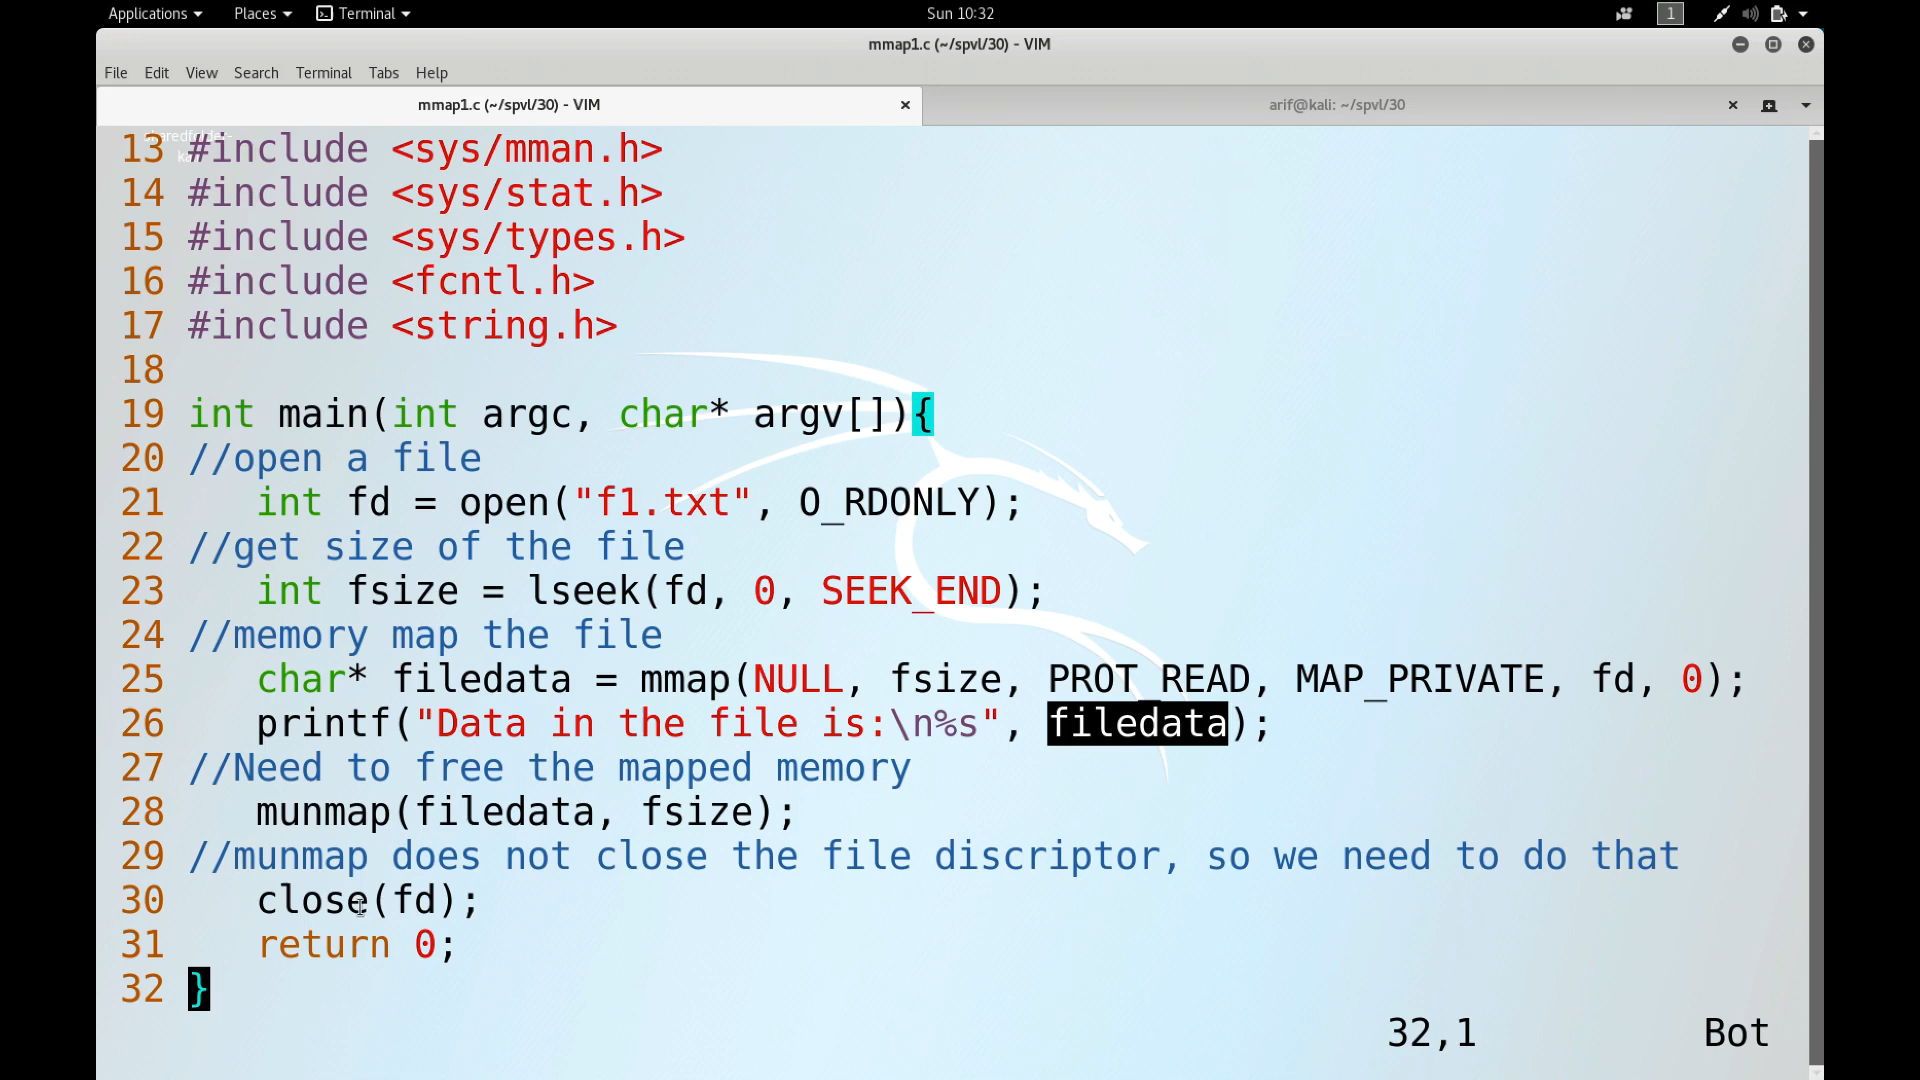 Applications Places Terminal Sun 10:32 1
mmap1.c (~/spvl/30) - VIM
File Edit View Search Terminal Tabs Help
mmap1.c (~/spvl/30) - VIM arif@kali: ~/spvl/30
13 #include <sys/mman.h>
14 #include <sys/stat.h>
15 #include <sys/types.h>
16 #include <fcntl.h>
17 #include <string.h>
18
19 int main(int argc, char* argv[]){
20 //open a file
21    int fd = open("f1.txt", O_RDONLY);
22 //get size of the file
23    int fsize = lseek(fd, 0, SEEK_END);
24 //memory map the file
25    char* filedata = mmap(NULL, fsize, PROT_READ, MAP_PRIVATE, fd, 0);
26    printf("Data in the file is:\n%s", filedata);
27 //Need to free the mapped memory
28    munmap(filedata, fsize);
29 //munmap does not close the file discriptor, so we need to do that
30    close(fd);
31    return 0;
32 }
32,1 Bot